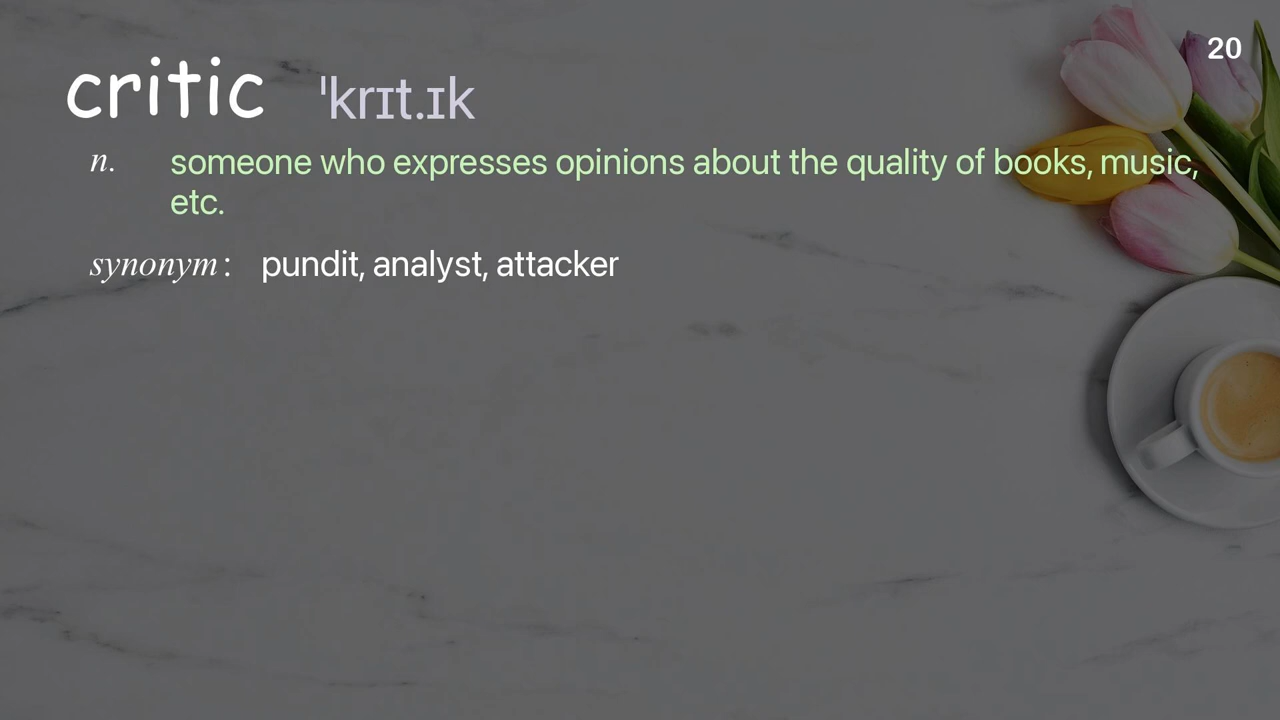 20
critic ˈkrɪt.ɪk
n. someone who expresses opinions about the quality of books, music,
etc.
synonym: pundit, analyst, attacker